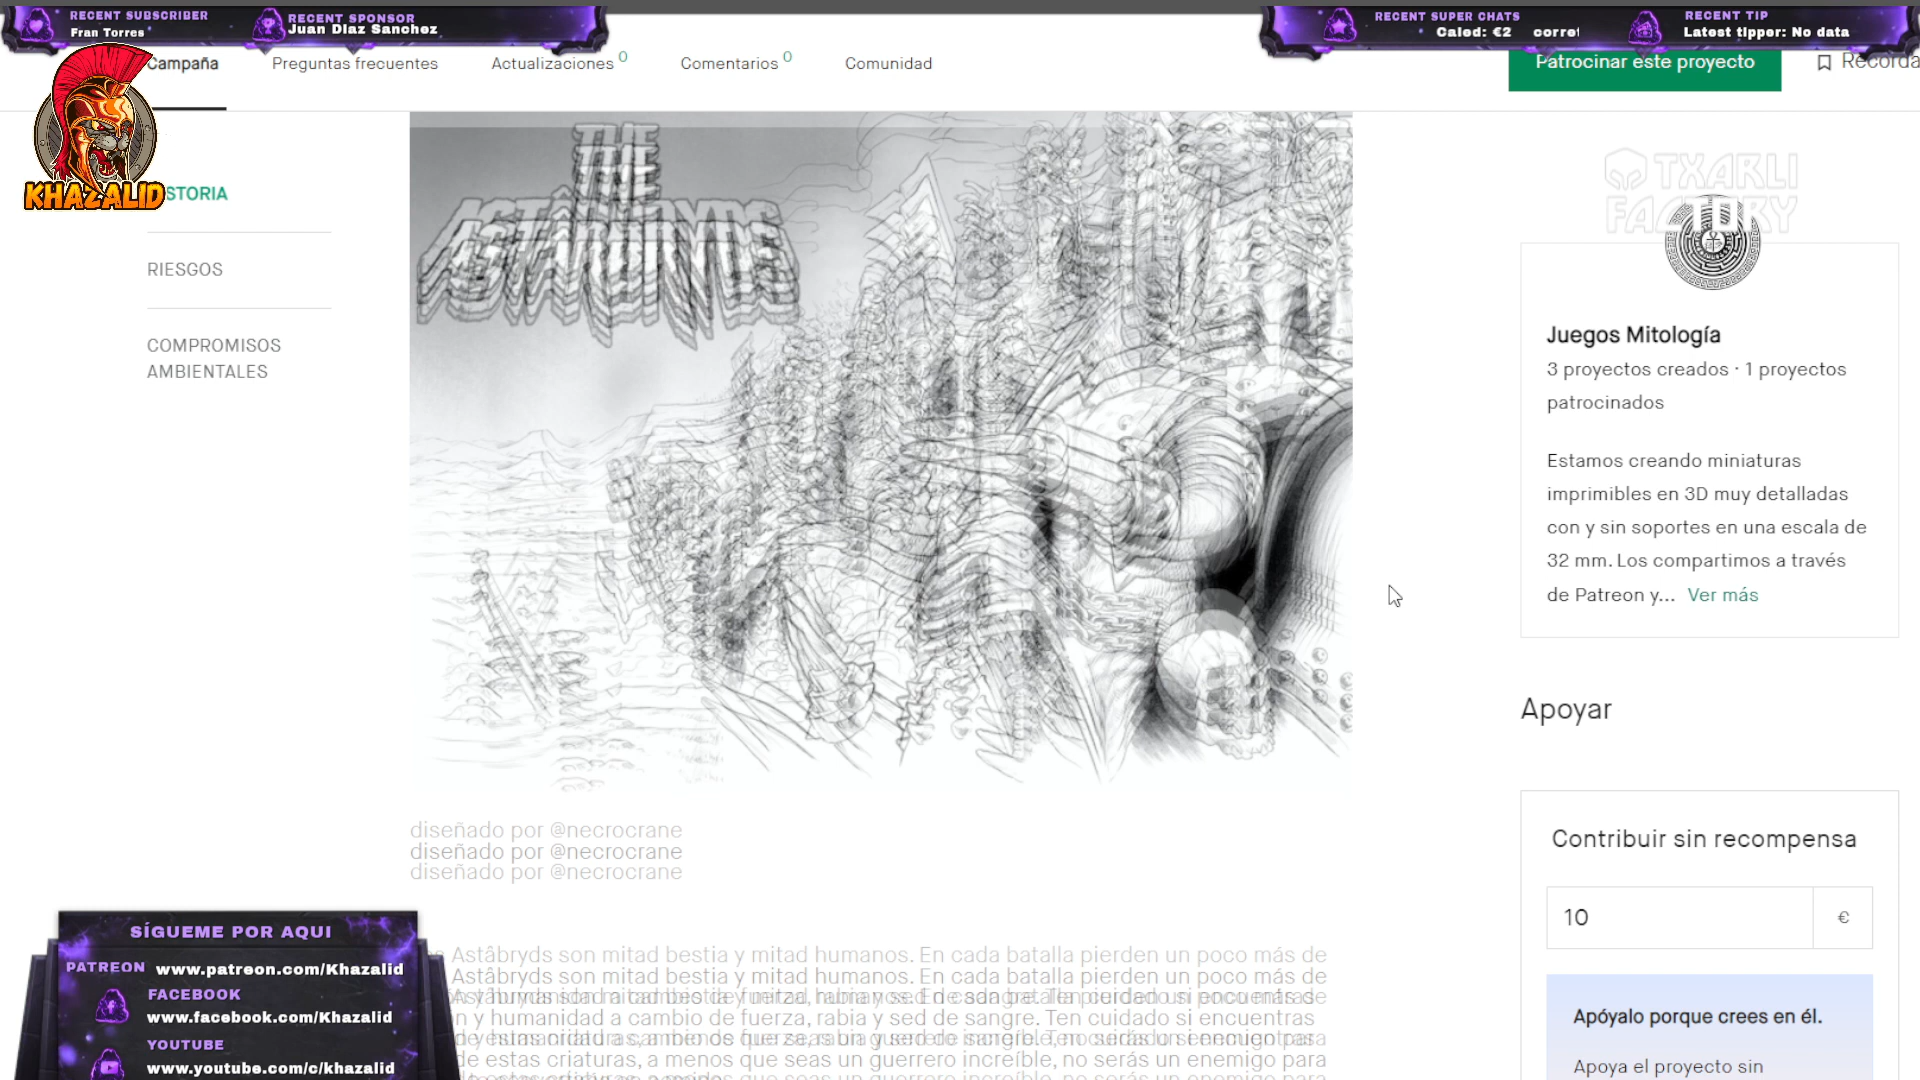 RECENT SUBSCRIBER
Fran Torres
RECENT SPONSOR
Juan Diaz Sanchez
RECENT SUPER CHATS
Caled: €2
RECENT TIP
Latest tipper: No data
Campaña
Preguntas frecuentes
Actualizaciones 0
Comentarios 0
Comunidad
Patrocinar este proyecto
KHAZALID
RIESGOS
COMPROMISOS
AMBIENTALES
THE
ASTÂBRYDS
TXARLI
FACTORY
Juegos Mitología
3 proyectos creados · 1 proyectos
patrocinados
Estamos creando miniaturas
imprimibles en 3D muy detalladas
con y sin soportes en una escala de
32 mm. Los compartimos a través
de Patreon y... Ver más
Apoyar
Contribuir sin recompensa
10 €
Apóyalo porque crees en él.
Apoya el proyecto sin
diseñado por @necrocrane
diseñado por @necrocrane
diseñado por @necrocrane
Astâbryds son mitad bestia y mitad humanos. En cada batalla pierden un poco más de
Astâbryds son mitad bestia y mitad humanos. En cada batalla pierden un poco más de
y humanidad a cambio de fuerza, rabia y sed de sangre. Ten cuidado si encuentras
de estas criaturas, a menos que seas un guerrero increíble, no serás un enemigo para
SÍGUEME POR AQUI
PATREON www.patreon.com/Khazalid
FACEBOOK
www.facebook.com/Khazalid
YOUTUBE
www.youtube.com/c/khazalid